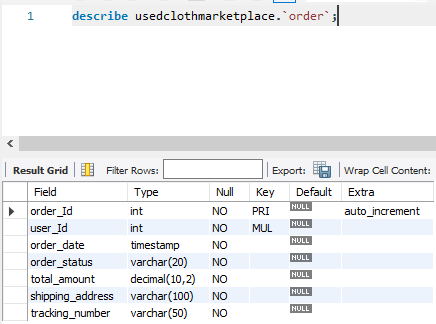 1 describe usedclothmarketplace.`order`;
Result Grid Filter Rows: Export: Wrap Cell Content:
Field Type Null Key Default Extra
order_Id int NO PRI NULL auto_increment
user_Id int NO MUL NULL
order_date timestamp NO NULL
order_status varchar(20) NO NULL
total_amount decimal(10,2) NO NULL
shipping_address varchar(100) NO NULL
tracking_number varchar(50) NO NULL